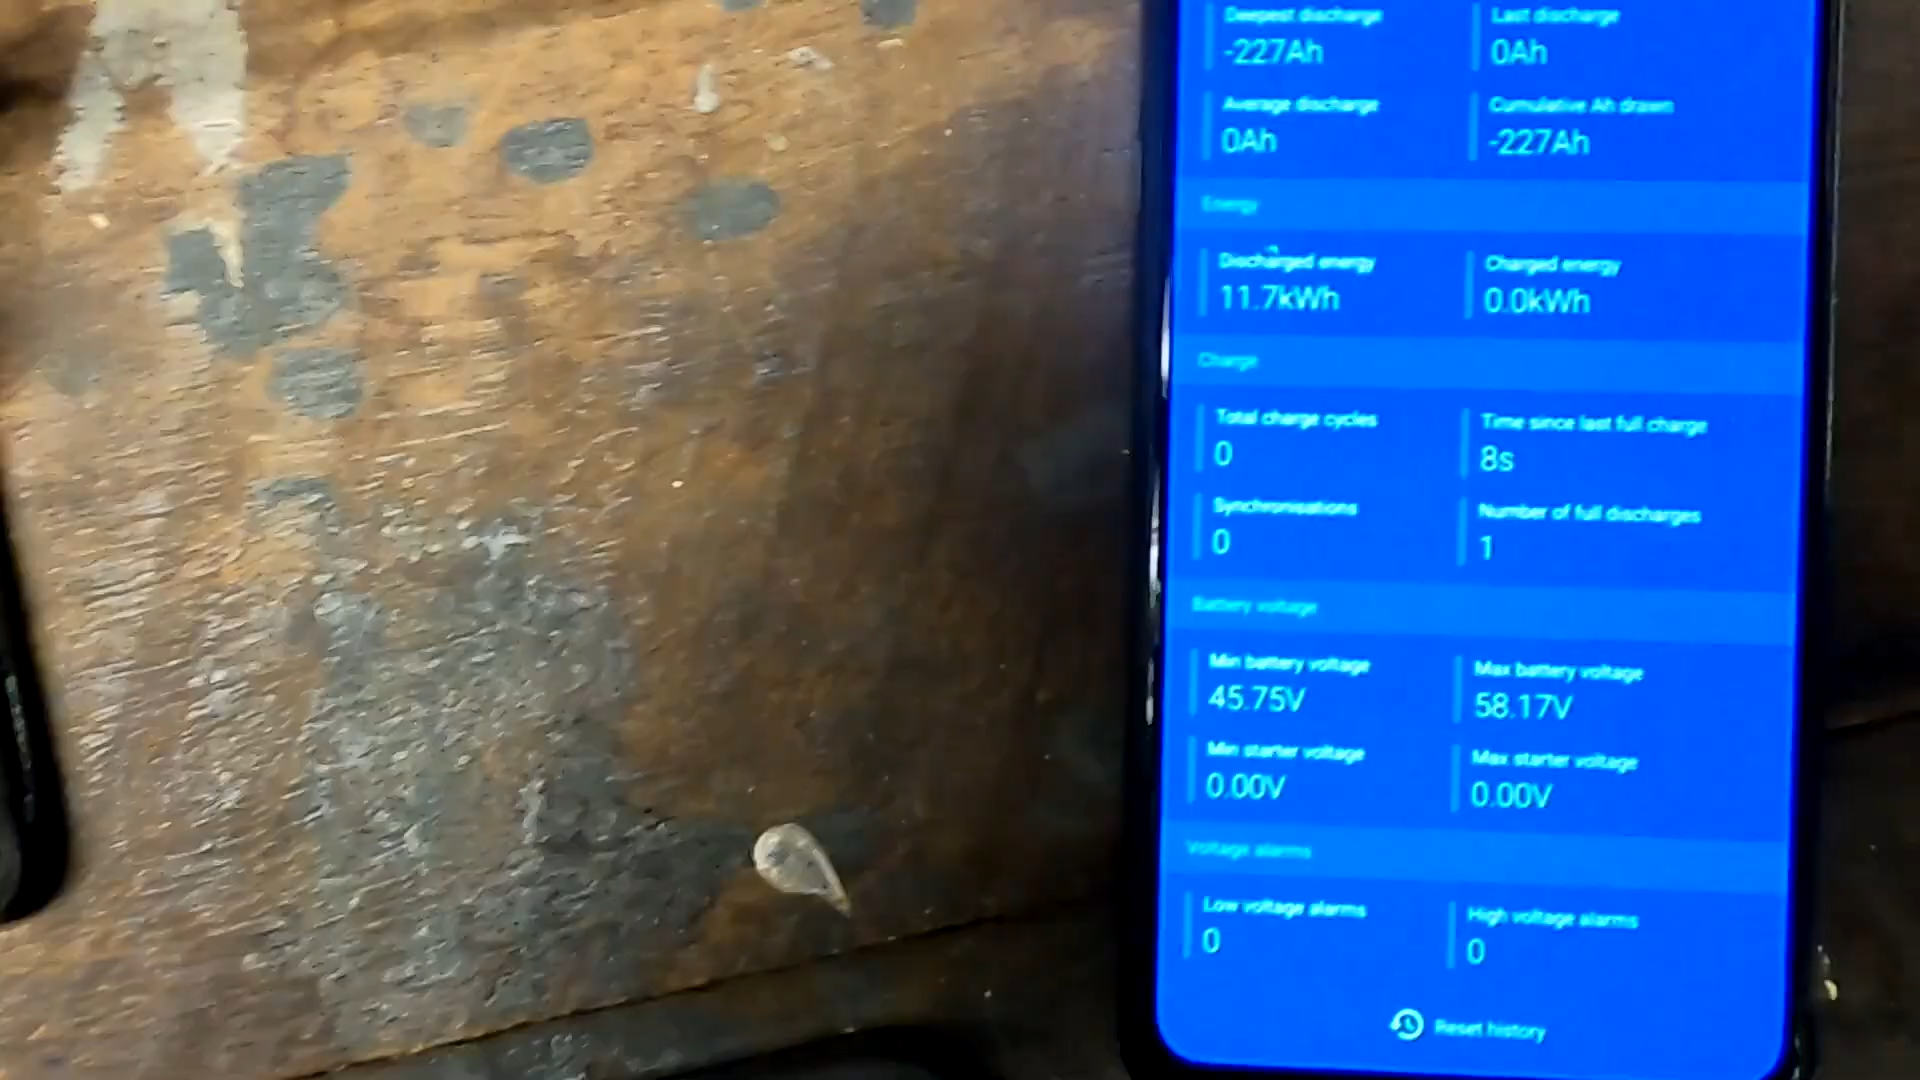 Deepest discharge Last discharge
-227Ah 0Ah
Average discharge Cumulative Ah drawn
0Ah -227Ah
Energy
Discharged energy Charged energy
11.7kWh 0.0kWh
Charge
Total charge cycles Time since last full charge
0 8s
Synchronisations Number of full discharges
0 1
Battery voltage
Min battery voltage Max battery voltage
45.75V 58.17V
Min starter voltage Max starter voltage
0.00V 0.00V
Voltage alarms
Low voltage alarms High voltage alarms
0 0
Reset history